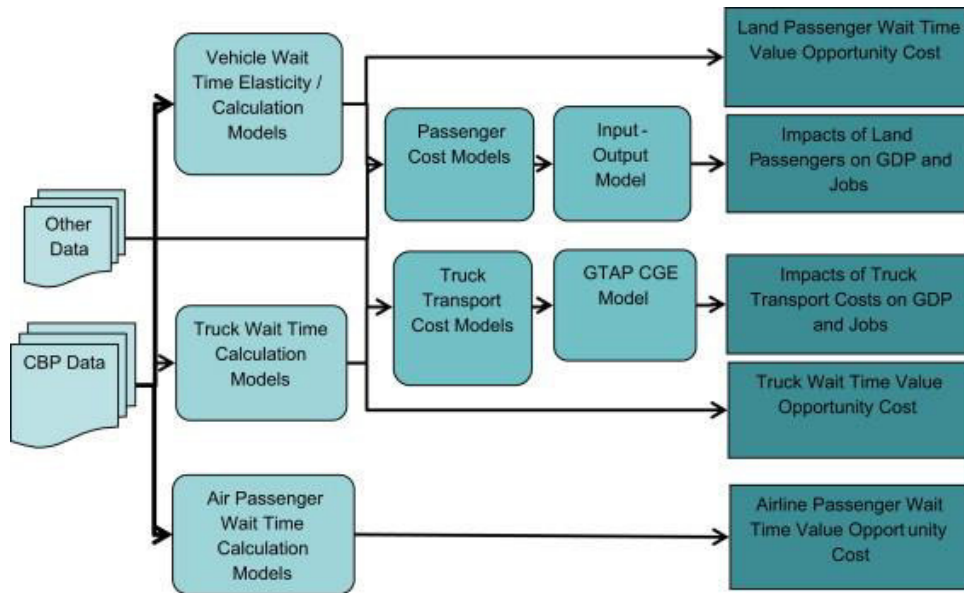 Vehicle Wait
Time Elasticity /
Calculation
Models
Land Passenger Wait Time
Value Opportunity Cost
Passenger
Cost Models
Input -
Output
Model
Impacts of Land
Passengers on GDP and
Jobs
Other
Data
Truck
Transport
Cost Models
GTAP CGE
Model
Impacts of Truck
Transport Costs on GDP
and Jobs
CBP Data
Truck Wait Time
Calculation
Models
Truck Wait Time Value
Opportunity Cost
Air Passenger
Wait Time
Calculation
Models
Airline Passenger Wait
Time Value Opportunity
Cost